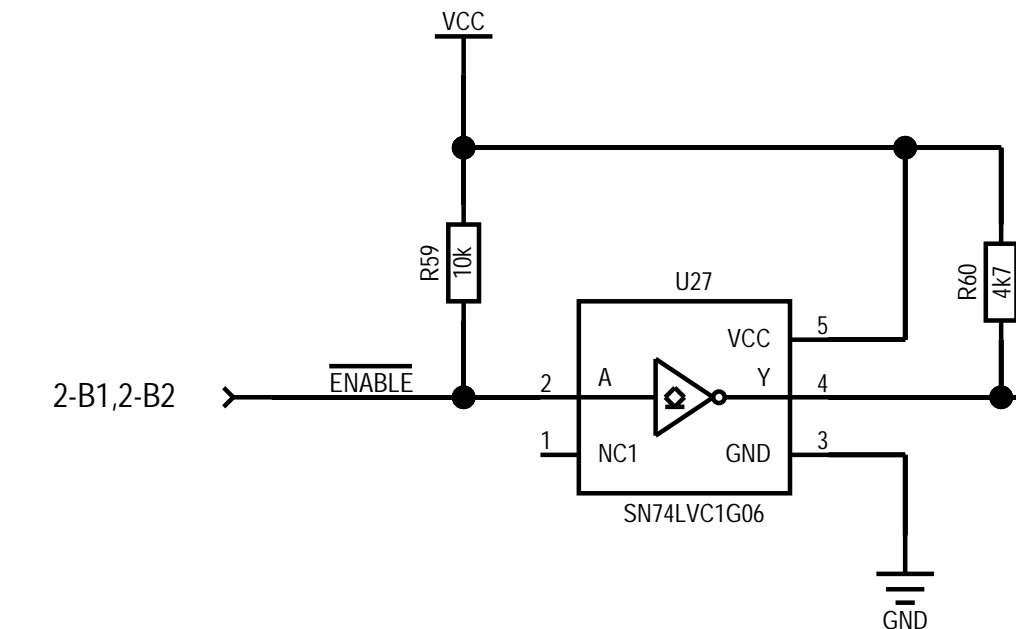 VCC
R59
10k
R60
4k7
U27
VCC
5
2-B1,2-B2
ENABLE
2
A
Y
4
1
NC1
GND
3
SN74LVC1G06
GND